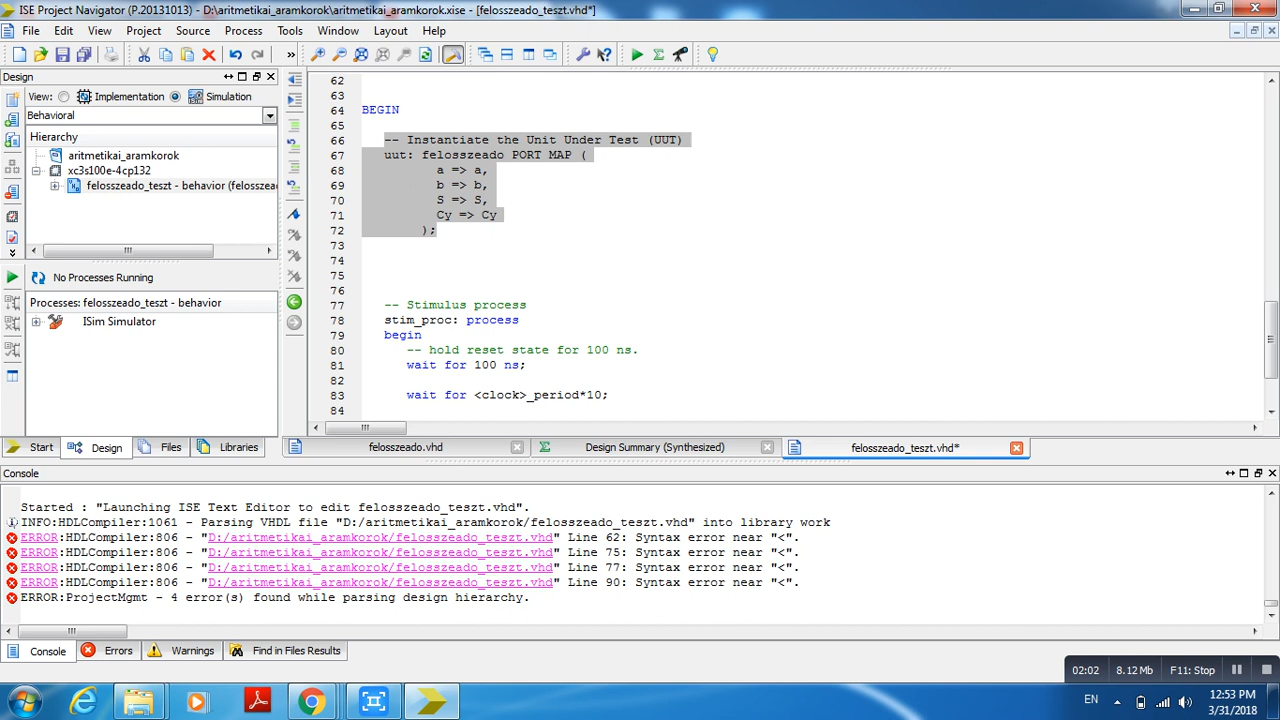 ISE Project Navigator (P.20131013) - D:\aritmetikai_aramkorok\aritmetikai_aramkorok.xise - [felosszeado_teszt.vhd*]
File Edit View Project Source Process Tools Window Layout Help
»
Design
View: Implementation Simulation
Behavioral
Hierarchy
aritmetikai_aramkorok
xc3s100e-4cp132
felosszeado_teszt - behavior (felosszea
No Processes Running
Processes: felosszeado_teszt - behavior
ISim Simulator
62
63
64 BEGIN
65
66 -- Instantiate the Unit Under Test (UUT)
67 uut: felosszeado PORT MAP (
68 a => a,
69 b => b,
70 S => S,
71 Cy => Cy
72 );
73
74
75
76
77 -- Stimulus process
78 stim_proc: process
79 begin
80 -- hold reset state for 100 ns.
81 wait for 100 ns;
82
83 wait for <clock>_period*10;
84
Start Design Files Libraries
felosszeado.vhd Design Summary (Synthesized) felosszeado_teszt.vhd*
Console
Started : "Launching ISE Text Editor to edit felosszeado_teszt.vhd".
INFO:HDLCompiler:1061 - Parsing VHDL file "D:/aritmetikai_aramkorok/felosszeado_teszt.vhd" into library work
ERROR:HDLCompiler:806 - "D:/aritmetikai_aramkorok/felosszeado_teszt.vhd" Line 62: Syntax error near "<".
ERROR:HDLCompiler:806 - "D:/aritmetikai_aramkorok/felosszeado_teszt.vhd" Line 75: Syntax error near "<".
ERROR:HDLCompiler:806 - "D:/aritmetikai_aramkorok/felosszeado_teszt.vhd" Line 77: Syntax error near "<".
ERROR:HDLCompiler:806 - "D:/aritmetikai_aramkorok/felosszeado_teszt.vhd" Line 90: Syntax error near "<".
ERROR:ProjectMgmt - 4 error(s) found while parsing design hierarchy.
Console Errors Warnings Find in Files Results
02:02 8.12 Mb F11: Stop
EN
12:53 PM
3/31/2018